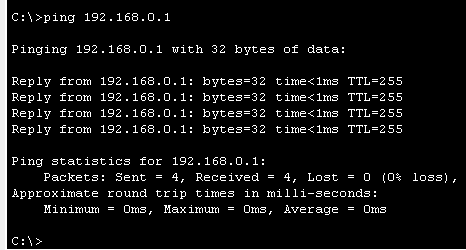 C:\>ping 192.168.0.1
Pinging 192.168.0.1 with 32 bytes of data:
Reply from 192.168.0.1: bytes=32 time<1ms TTL=255
Reply from 192.168.0.1: bytes=32 time<1ms TTL=255
Reply from 192.168.0.1: bytes=32 time<1ms TTL=255
Reply from 192.168.0.1: bytes=32 time<1ms TTL=255
Ping statistics for 192.168.0.1:
Packets: Sent = 4, Received = 4, Lost = 0 (0% loss),
Approximate round trip times in milli-seconds:
Minimum = 0ms, Maximum = 0ms, Average = 0ms
C:\>